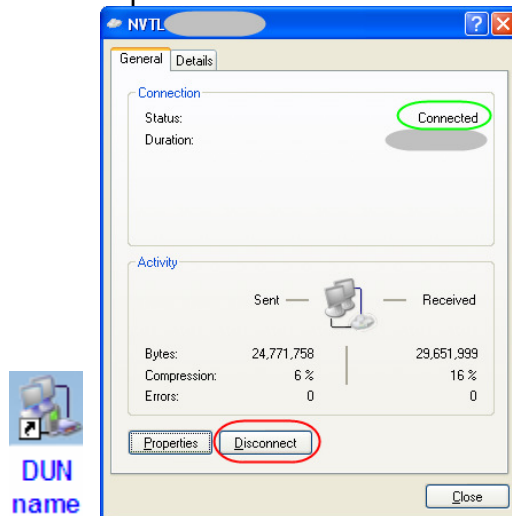 NVTL
General Details
Connection
Status: Connected
Duration:
Activity
Sent — — Received
Bytes: 24,771,758 29,651,999
Compression: 6 % 16 %
Errors: 0 0
Properties Disconnect
Close
DUN
name